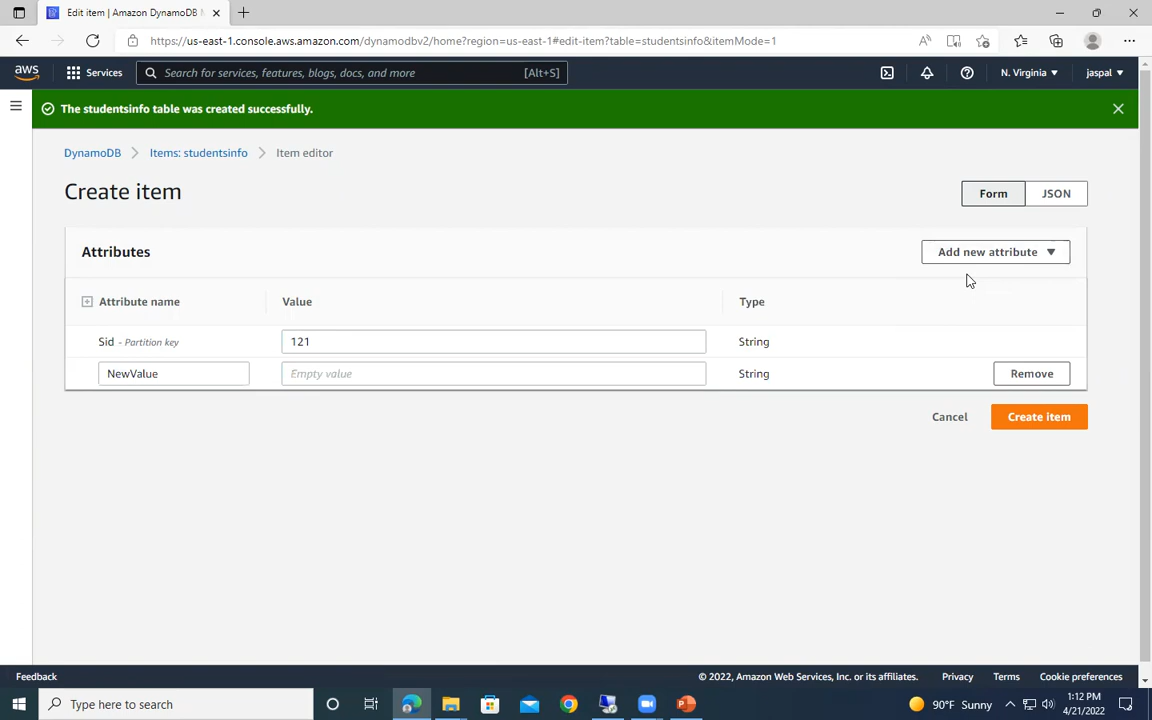 Edit item | Amazon DynamoDB M
https://us-east-1.console.aws.amazon.com/dynamodbv2/home?region=us-east-1#edit-item?table=studentsinfo&itemMode=1
aws Services Search for services, features, blogs, docs, and more [Alt+S] N. Virginia jaspal
The studentsinfo table was created successfully.
DynamoDB Items: studentsinfo Item editor
Create item Form JSON
Attributes Add new attribute
Attribute name Value Type
Sid - Partition key 121 String
NewValue Empty value String Remove
Cancel Create item
Feedback © 2022, Amazon Web Services, Inc. or its affiliates. Privacy Terms Cookie preferences
Type here to search 90°F Sunny 1:12 PM
4/21/2022